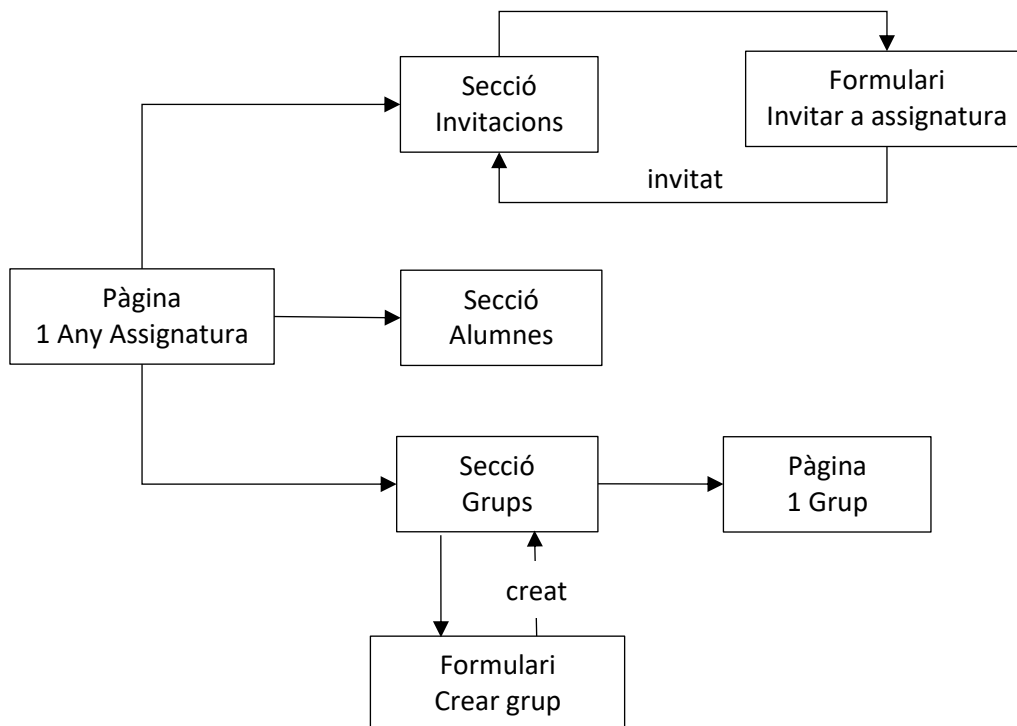 Secció
Invitacions
Formulari
Invitar a assignatura
invitat
Pàgina
1 Any Assignatura
Secció
Alumnes
Secció
Grups
Pàgina
1 Grup
creat
Formulari
Crear grup